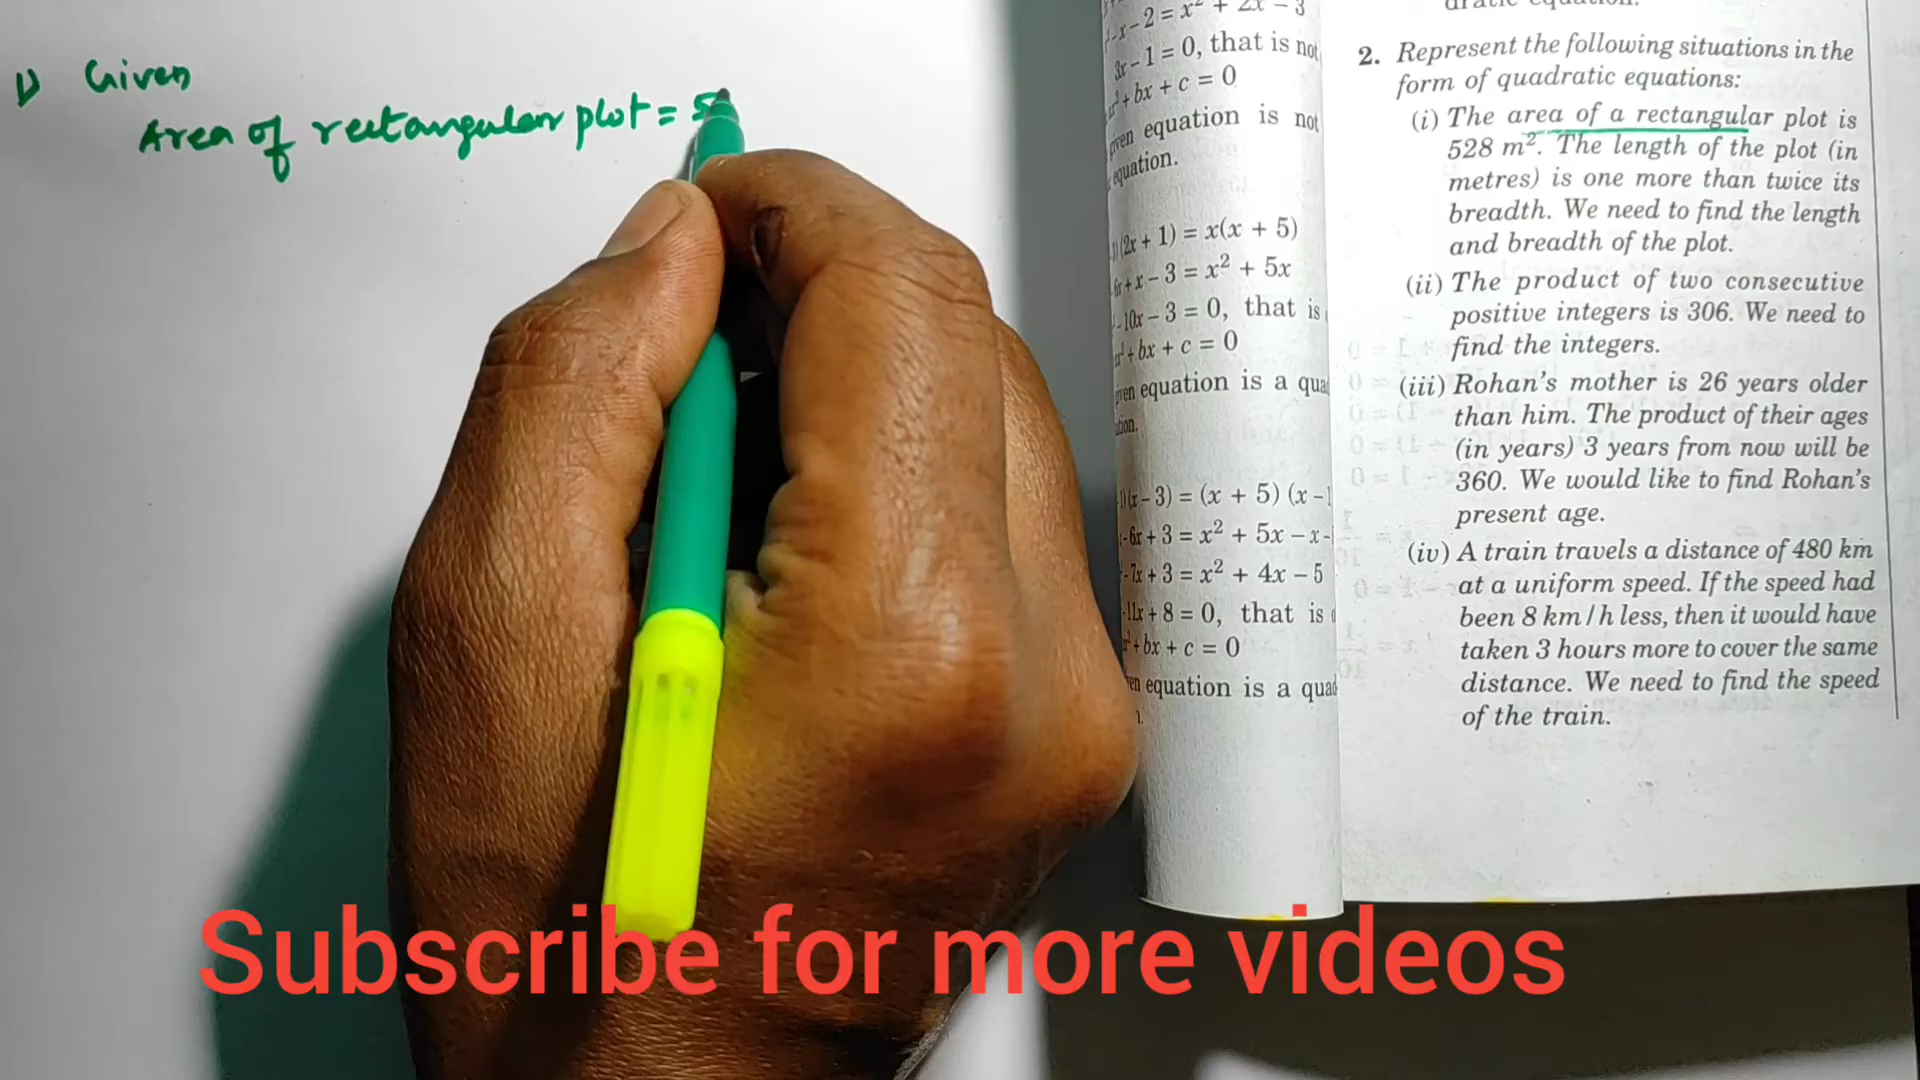 1) Given
Area of rectangular plot = 5
- x - 2 = x² + 2x - 3
3x - 1 = 0, that is not
+ bx + c = 0
given equation is not
equation.
(2x + 1) = x(x + 5)
+ x - 3 = x² + 5x
- 10x - 3 = 0, that is
+ bx + c = 0
given equation is a qua
(x - 3) = (x + 5) (x - 1
- 6x + 3 = x² + 5x - x -
- 7x + 3 = x² + 4x - 5
- 11x + 8 = 0, that is
+ bx + c = 0
equation is a quad
dratic equation.
2. Represent the following situations in the
form of quadratic equations:
(i) The area of a rectangular plot is
528 m². The length of the plot (in
metres) is one more than twice its
breadth. We need to find the length
and breadth of the plot.
(ii) The product of two consecutive
positive integers is 306. We need to
find the integers.
(iii) Rohan's mother is 26 years older
than him. The product of their ages
(in years) 3 years from now will be
360. We would like to find Rohan's
present age.
(iv) A train travels a distance of 480 km
at a uniform speed. If the speed had
been 8 km/h less, then it would have
taken 3 hours more to cover the same
distance. We need to find the speed
of the train.
Subscribe for more videos